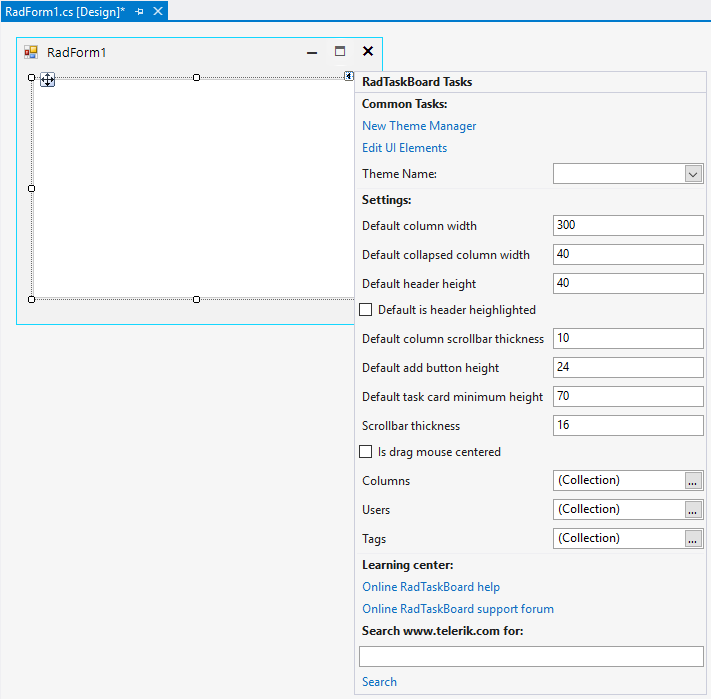 RadForm1.cs [Design]*
RadForm1
RadTaskBoard Tasks
Common Tasks:
New Theme Manager
Edit UI Elements
Theme Name:
Settings:
Default column width 300
Default collapsed column width 40
Default header height 40
Default is header heighlighted
Default column scrollbar thickness 10
Default add button height 24
Default task card minimum height 70
Scrollbar thickness 16
Is drag mouse centered
Columns (Collection) ...
Users (Collection) ...
Tags (Collection) ...
Learning center:
Online RadTaskBoard help
Online RadTaskBoard support forum
Search www.telerik.com for:
Search